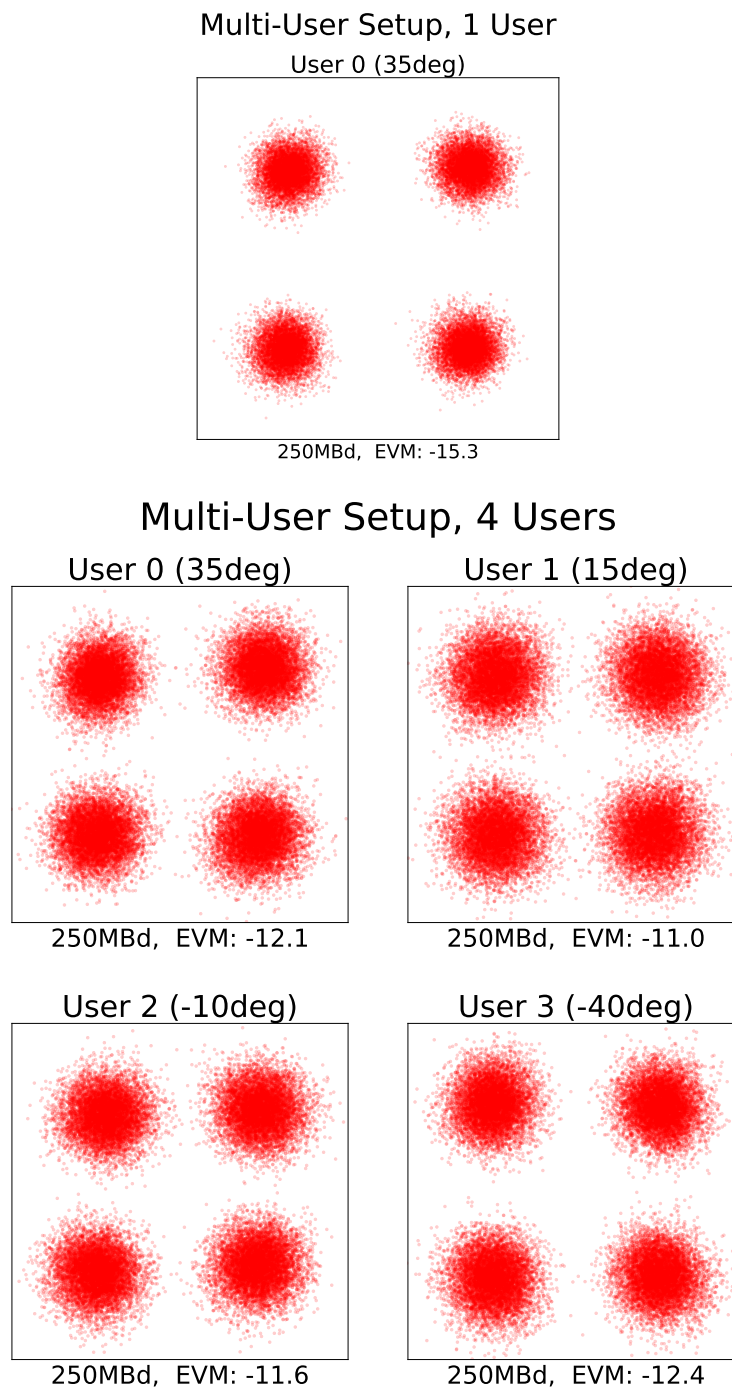 Multi-User Setup, 1 User
User 0 (35deg)
250MBd,  EVM: -15.3
Multi-User Setup, 4 Users
User 0 (35deg)
User 1 (15deg)
250MBd,  EVM: -12.1
250MBd,  EVM: -11.0
User 2 (-10deg)
User 3 (-40deg)
250MBd,  EVM: -11.6
250MBd,  EVM: -12.4